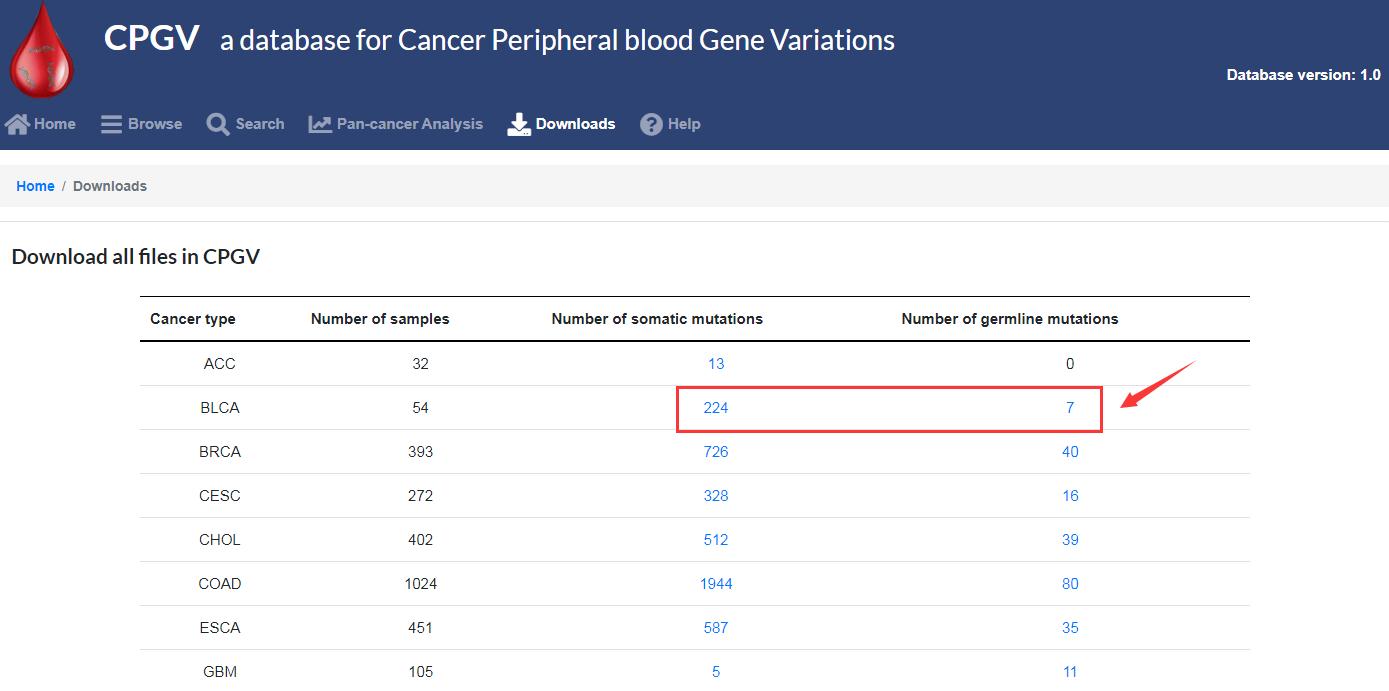 CPGV a database for Cancer Peripheral blood Gene Variations
Database version: 1.0
Home Browse Search Pan-cancer Analysis Downloads Help
Home / Downloads
Download all files in CPGV
Cancer type Number of samples Number of somatic mutations Number of germline mutations
ACC 32 13 0
BLCA 54 224 7
BRCA 393 726 40
CESC 272 328 16
CHOL 402 512 39
COAD 1024 1944 80
ESCA 451 587 35
GBM 105 5 11